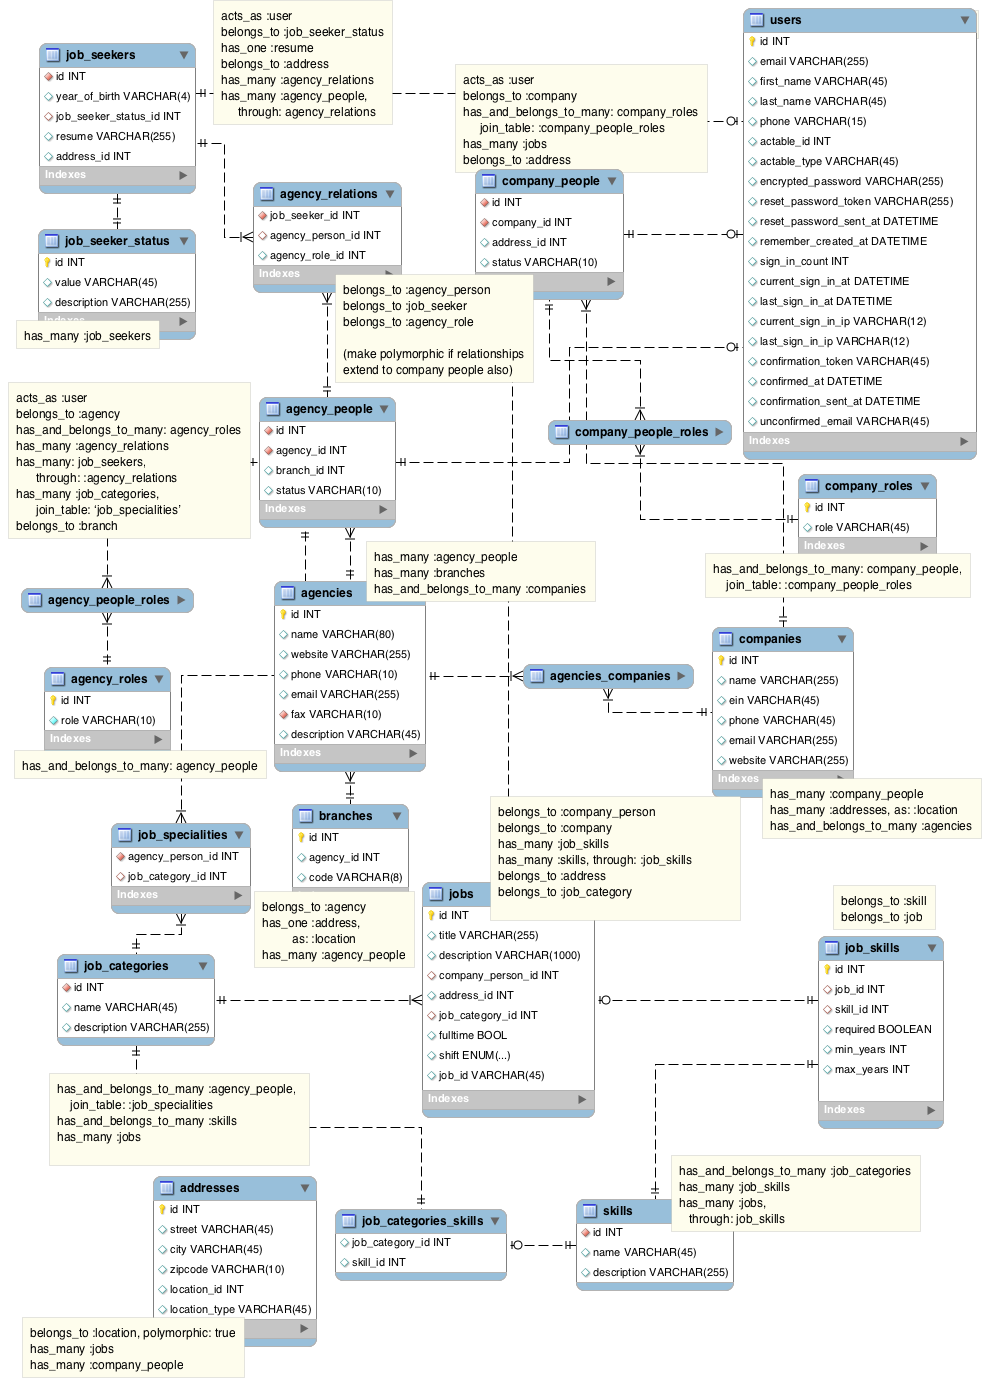 acts_as :user
belongs_to :job_seeker_status
has_one :resume
belongs_to :address
has_many :agency_relations
has_many :agency_people,
through: agency_relations
job_seekers
id INT
year_of_birth VARCHAR(4)
job_seeker_status_id INT
resume VARCHAR(255)
address_id INT
Indexes
acts_as :user
belongs_to :company
has_and_belongs_to_many: company_roles
join_table: :company_people_roles
has_many :jobs
belongs_to :address
users
id INT
email VARCHAR(255)
first_name VARCHAR(45)
last_name VARCHAR(45)
phone VARCHAR(15)
actable_id INT
actable_type VARCHAR(45)
encrypted_password VARCHAR(255)
reset_password_token VARCHAR(255)
reset_password_sent_at DATETIME
remember_created_at DATETIME
sign_in_count INT
current_sign_in_at DATETIME
last_sign_in_at DATETIME
current_sign_in_ip VARCHAR(12)
last_sign_in_ip VARCHAR(12)
confirmation_token VARCHAR(45)
confirmed_at DATETIME
confirmation_sent_at DATETIME
unconfirmed_email VARCHAR(45)
Indexes
agency_relations
job_seeker_id INT
agency_person_id INT
agency_role_id INT
Indexes
company_people
id INT
company_id INT
address_id INT
status VARCHAR(10)
job_seeker_status
id INT
value VARCHAR(45)
description VARCHAR(255)
Indexes
has_many :job_seekers
belongs_to :agency_person
belongs_to :job_seeker
belongs_to :agency_role
(make polymorphic if relationships
extend to company people also)
acts_as :user
belongs_to :agency
has_and_belongs_to_many: agency_roles
has_many :agency_relations
has_many: job_seekers,
through: :agency_relations
has_many :job_categories,
join_table: ‘job_specialities’
belongs_to :branch
agency_people
id INT
agency_id INT
branch_id INT
status VARCHAR(10)
Indexes
company_people_roles
company_roles
id INT
role VARCHAR(45)
Indexes
has_and_belongs_to_many: company_people,
join_table: :company_people_roles
has_many :agency_people
has_many :branches
has_and_belongs_to_many :companies
agency_people_roles
agencies
id INT
name VARCHAR(80)
website VARCHAR(255)
phone VARCHAR(10)
email VARCHAR(255)
fax VARCHAR(10)
description VARCHAR(45)
Indexes
agency_roles
id INT
role VARCHAR(10)
Indexes
has_and_belongs_to_many: agency_people
agencies_companies
companies
id INT
name VARCHAR(255)
ein VARCHAR(45)
phone VARCHAR(45)
email VARCHAR(255)
website VARCHAR(255)
Indexes
has_many :company_people
has_many :addresses, as: :location
has_and_belongs_to_many :agencies
job_specialities
agency_person_id INT
job_category_id INT
Indexes
branches
id INT
agency_id INT
code VARCHAR(8)
Indexes
belongs_to :agency
has_one :address,
as: :location
has_many :agency_people
belongs_to :company_person
belongs_to :company
has_many :job_skills
has_many :skills, through: :job_skills
belongs_to :address
belongs_to :job_category
jobs
id INT
title VARCHAR(255)
description VARCHAR(1000)
company_person_id INT
address_id INT
job_category_id INT
fulltime BOOL
shift ENUM(...)
job_id VARCHAR(45)
Indexes
belongs_to :skill
belongs_to :job
job_skills
id INT
job_id INT
skill_id INT
required BOOLEAN
min_years INT
max_years INT
Indexes
job_categories
id INT
name VARCHAR(45)
description VARCHAR(255)
has_and_belongs_to_many :agency_people,
join_table: :job_specialities
has_and_belongs_to_many :skills
has_many :jobs
addresses
id INT
street VARCHAR(45)
city VARCHAR(45)
zipcode VARCHAR(10)
location_id INT
location_type VARCHAR(45)
belongs_to :location, polymorphic: true
has_many :jobs
has_many :company_people
job_categories_skills
job_category_id INT
skill_id INT
skills
id INT
name VARCHAR(45)
description VARCHAR(255)
has_and_belongs_to_many :job_categories
has_many :job_skills
has_many :jobs,
through: job_skills